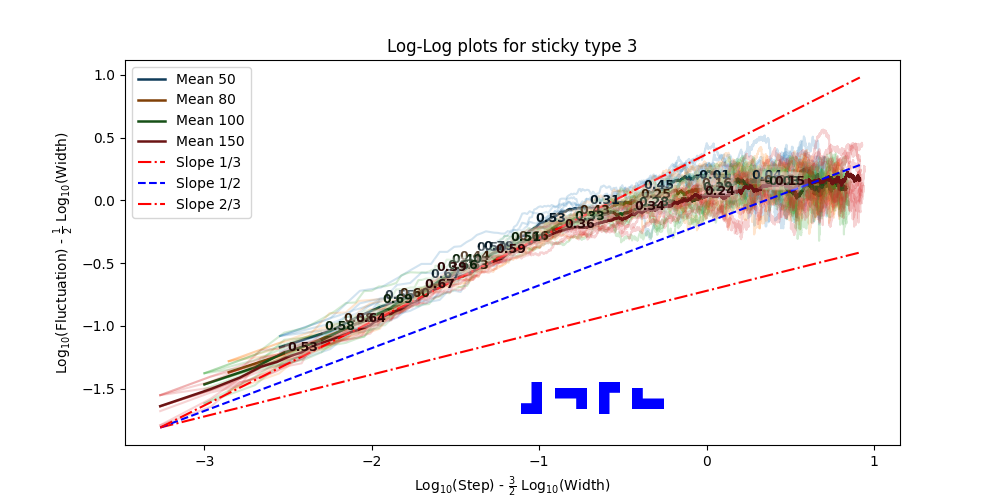 Log-Log plots for sticky type 3
Log₁₀(Fluctuation) - 1/2 Log₁₀(Width)
1.0
0.5
0.0
−0.5
−1.0
−1.5
Mean 50
Mean 80
Mean 100
Mean 150
Slope 1/3
Slope 1/2
Slope 2/3
0.53
0.58
0.64
0.69
0.60
0.67
0.59
0.53
0.31
0.36
0.45
0.25
0.34
-0.01
0.24
0.15
−3
−2
−1
0
1
Log₁₀(Step) - 3/2 Log₁₀(Width)